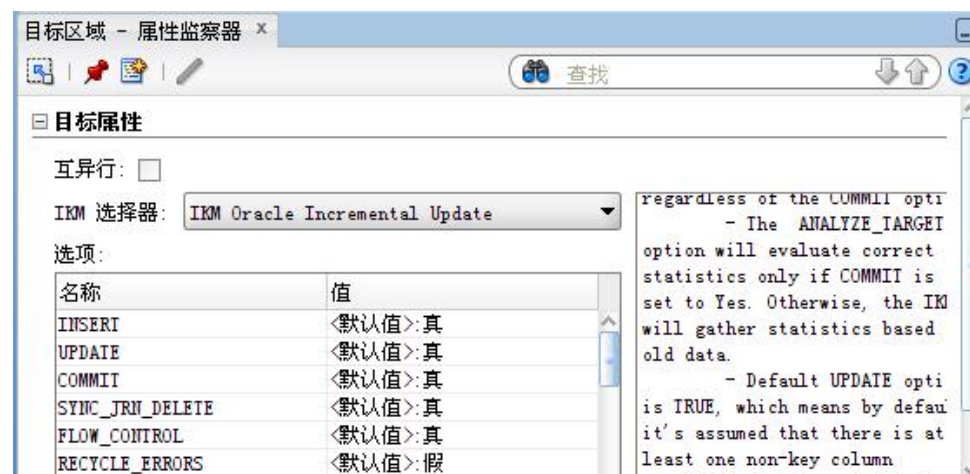 目标区域 - 属性监察器
查找
目标属性
互异行:
IKM 选择器: IKM Oracle Incremental Update
选项:
名称 值
INSERT <默认值>:真
UPDATE <默认值>:真
COMMIT <默认值>:真
SYNC_JRN_DELETE <默认值>:真
FLOW_CONTROL <默认值>:真
RECYCLE_ERRORS <默认值>:假
regardless of the COMMIT opti
- The ANALYZE_TARGET
option will evaluate correct
statistics only if COMMIT is
set to Yes. Otherwise, the IKM
will gather statistics based
old data.
- Default UPDATE opti
is TRUE, which means by defau
it's assumed that there is at
least one non-key column